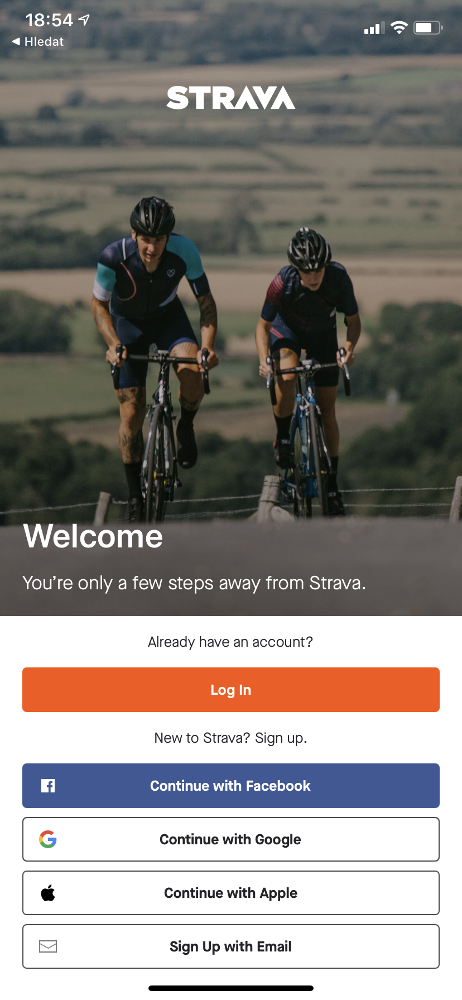 18:54
◀ Hledat
STRAVA
Welcome
You're only a few steps away from Strava.
Already have an account?
Log In
New to Strava? Sign up.
Continue with Facebook
Continue with Google
Continue with Apple
Sign Up with Email